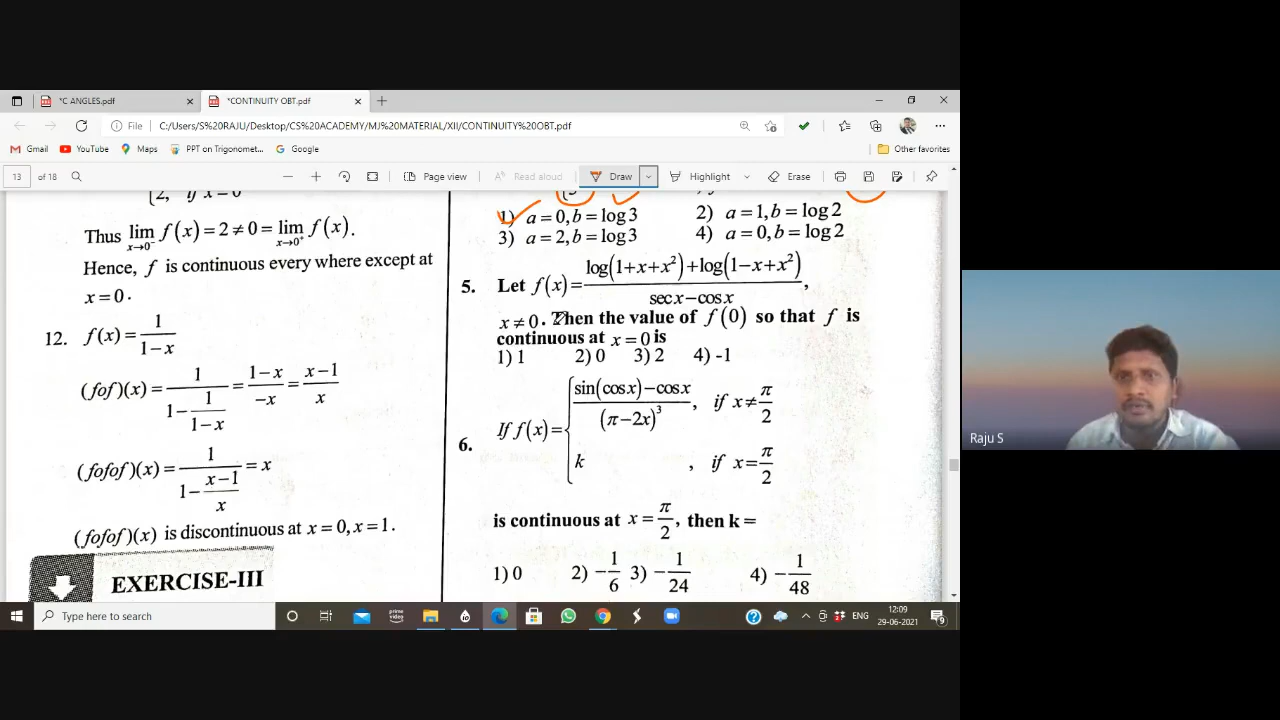 *C ANGLES.pdf
*CONTINUITY OBT.pdf
File C:/Users/S%20RAJU/Desktop/CS%20ACADEMY/MJ%20MATERIAL/XII/CONTINUITY%20OBT.pdf
Gmail YouTube Maps PPT on Trigonomet... Google Other favorites
13 of 18 Page view Read aloud Draw Highlight Erase
Thus lim x→0⁻ f(x) = 2 ≠ 0 = lim x→0⁺ f(x).
Hence, f is continuous every where except at
x = 0.
12. f(x) = 1/(1−x)
(fof)(x) = 1/(1 − 1/(1−x)) = (1−x)/(−x) = (x−1)/x
(fofof)(x) = 1/(1 − (x−1)/x) = x
(fofof)(x) is discontinuous at x = 0, x = 1.
EXERCISE-III
1) a = 0, b = log 3 2) a = 1, b = log 2
3) a = 2, b = log 3 4) a = 0, b = log 2
5. Let f(x) = (log(1+x+x²) + log(1−x+x²))/(sec x − cos x),
x ≠ 0. Then the value of f(0) so that f is
continuous at x = 0 is
1) 1 2) 0 3) 2 4) -1
6. If f(x) = { (sin(cos x) − cos x)/(π−2x)³, if x ≠ π/2
k , if x = π/2
is continuous at x = π/2, then k =
1) 0 2) −1/6 3) −1/24 4) −1/48
Raju S
Type here to search
prime video
ENG
12:09
29-06-2021